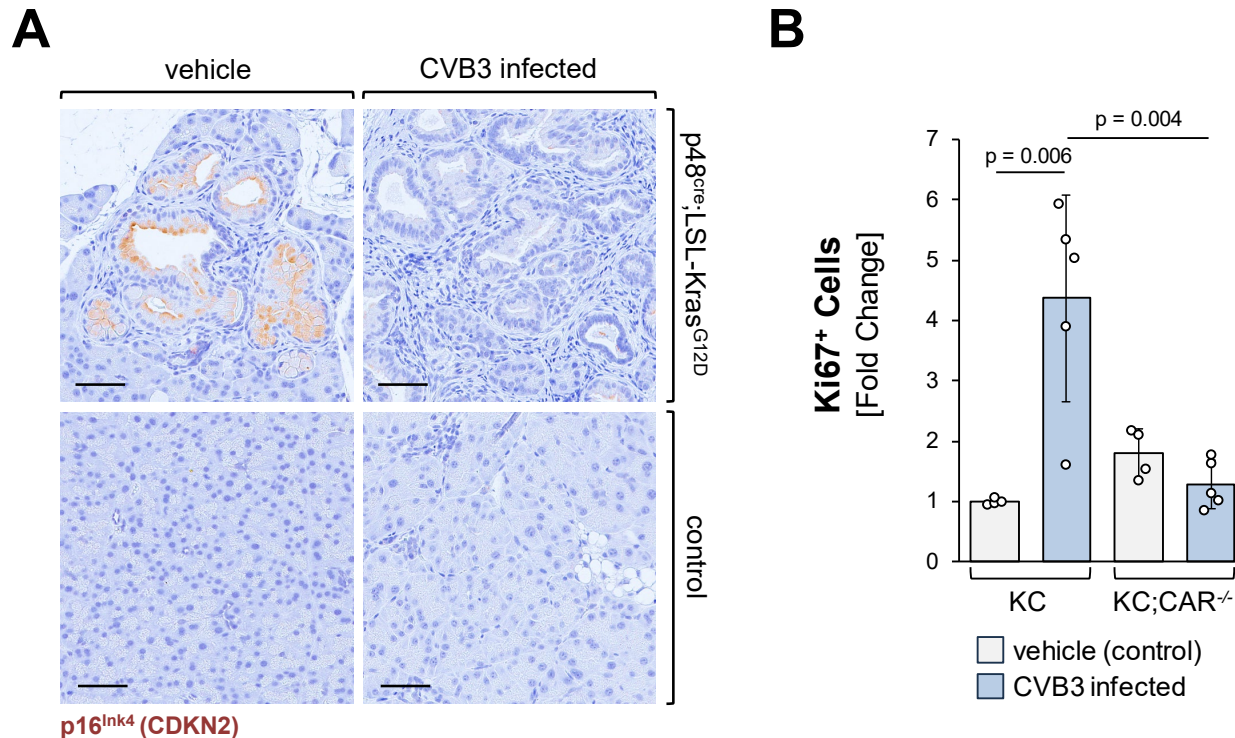 A
vehicle
CVB3 infected
p48ᶜʳᵉ;LSL-Krasᴳ¹²ᴰ
control
p16ᴵⁿᵏ⁴ (CDKN2)
B
p = 0.004
p = 0.006
Ki67⁺ Cells
[Fold Change]
7
6
5
4
3
2
1
0
KC
KC;CAR⁻/⁻
vehicle (control)
CVB3 infected